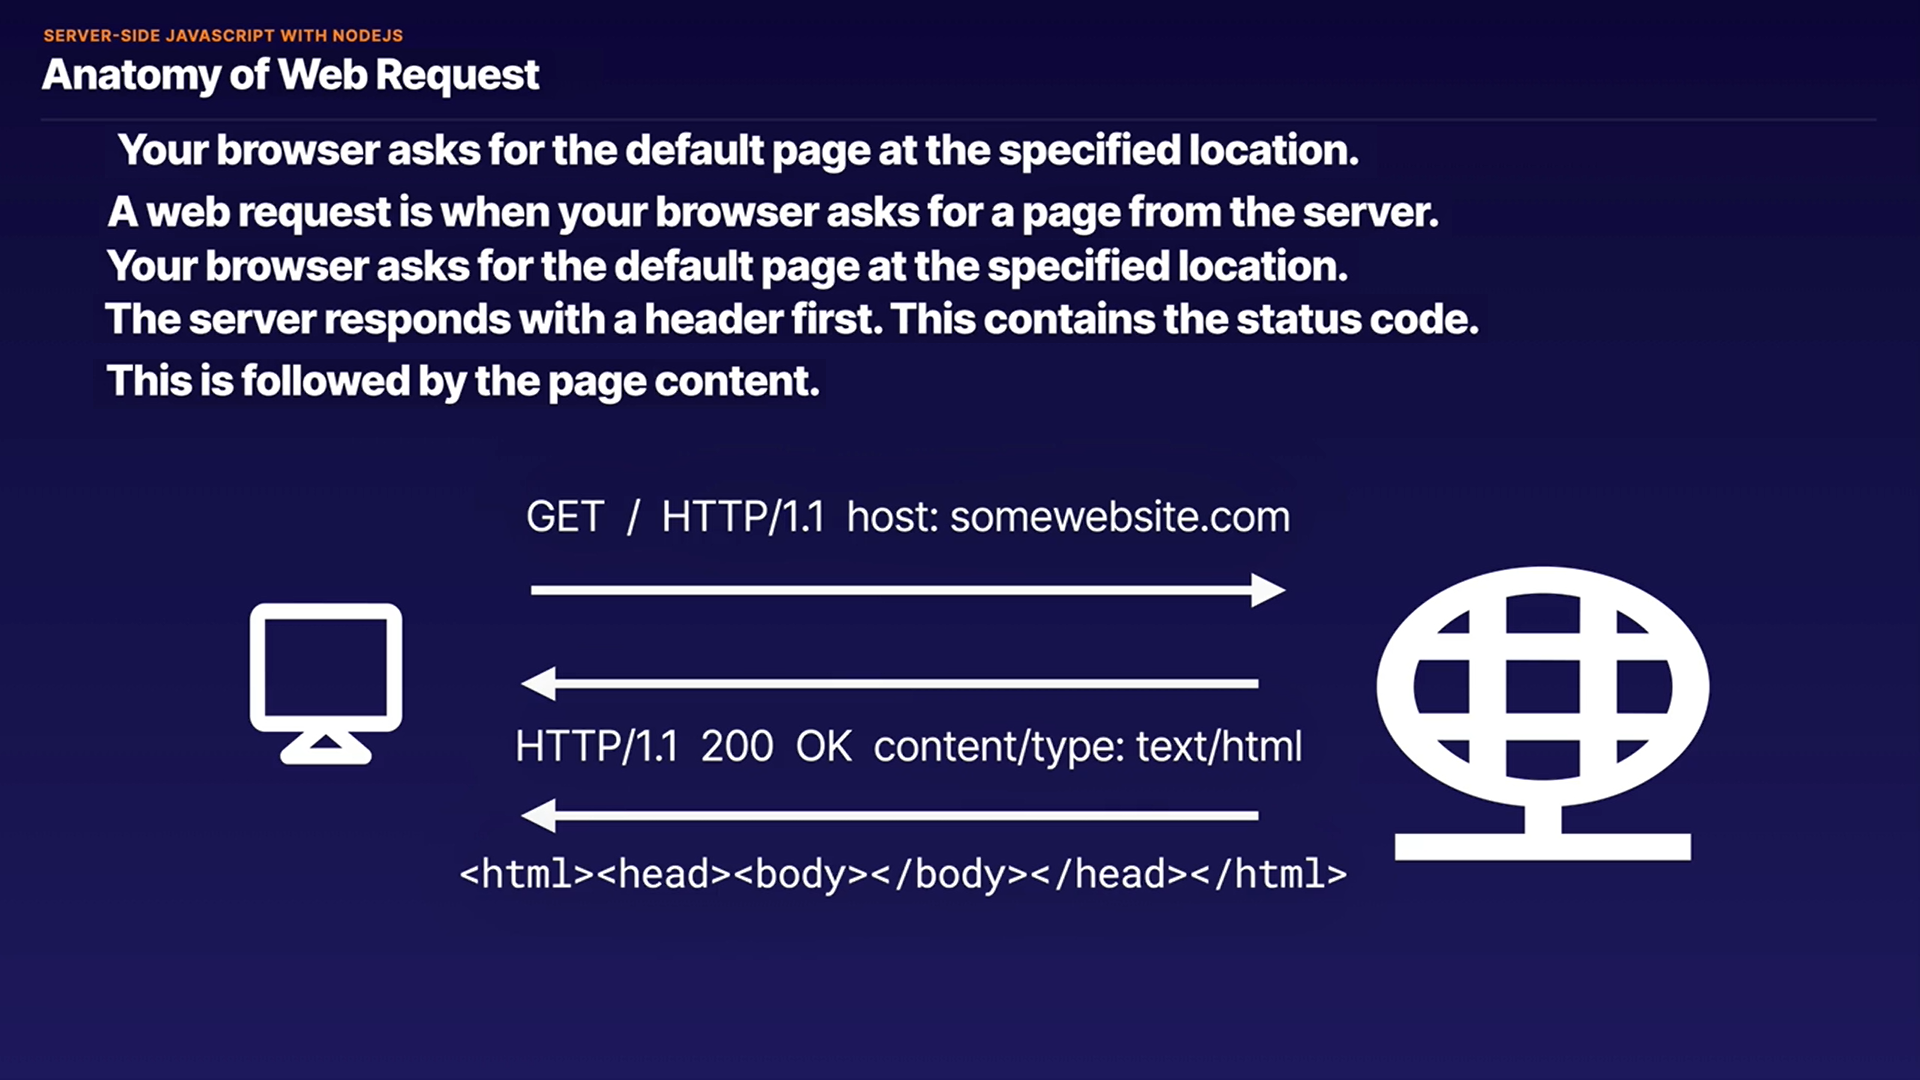 SERVER-SIDE JAVASCRIPT WITH NODEJS
Anatomy of Web Request
Your browser asks for the default page at the specified location.
A web request is when your browser asks for a page from the server.
Your browser asks for the default page at the specified location.
The server responds with a header first. This contains the status code.
This is followed by the page content.
GET / HTTP/1.1 host: somewebsite.com
HTTP/1.1 200 OK content/type: text/html
<html><head><body></body></head></html>